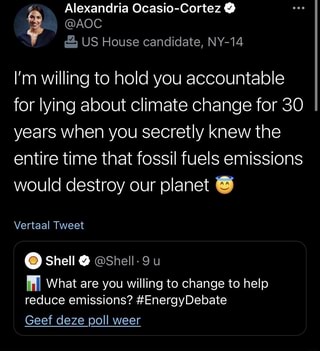 Alexandria Ocasio-Cortez
@AOC
US House candidate, NY-14
I'm willing to hold you accountable
for lying about climate change for 30
years when you secretly knew the
entire time that fossil fuels emissions
would destroy our planet 😇
Vertaal Tweet
Shell @Shell · 9 u
📊 What are you willing to change to help
reduce emissions? #EnergyDebate
Geef deze poll weer